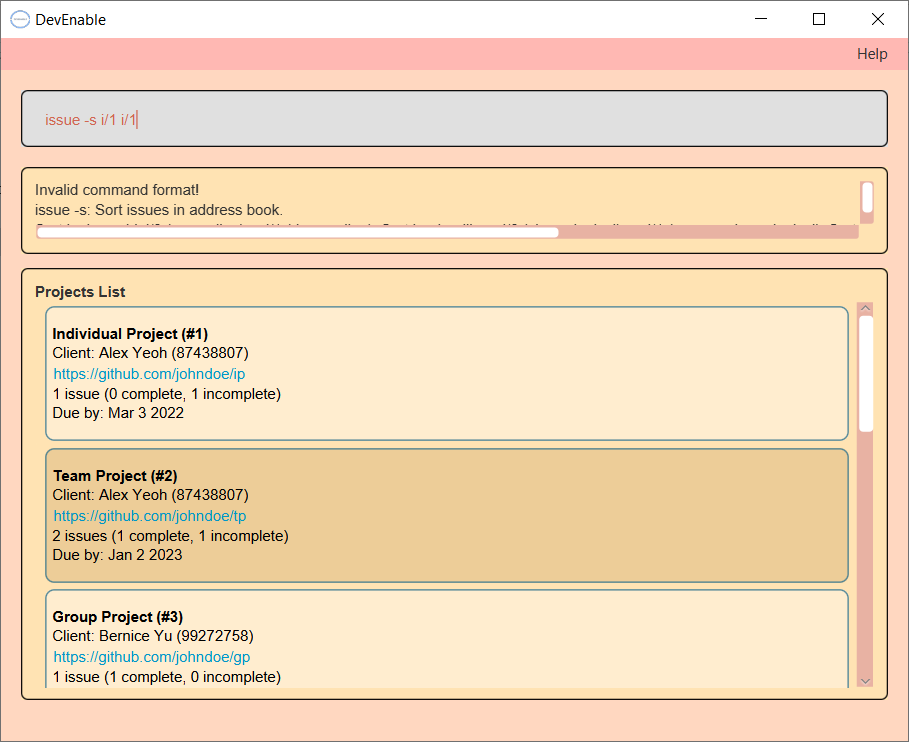 DevEnable
Help
issue -s i/1 i/1
Invalid command format!
issue -s: Sort issues in address book.
Projects List
Individual Project (#1)
Client: Alex Yeoh (87438807)
https://github.com/johndoe/ip
1 issue (0 complete, 1 incomplete)
Due by: Mar 3 2022
Team Project (#2)
Client: Alex Yeoh (87438807)
https://github.com/johndoe/tp
2 issues (1 complete, 1 incomplete)
Due by: Jan 2 2023
Group Project (#3)
Client: Bernice Yu (99272758)
https://github.com/johndoe/gp
1 issue (1 complete, 0 incomplete)